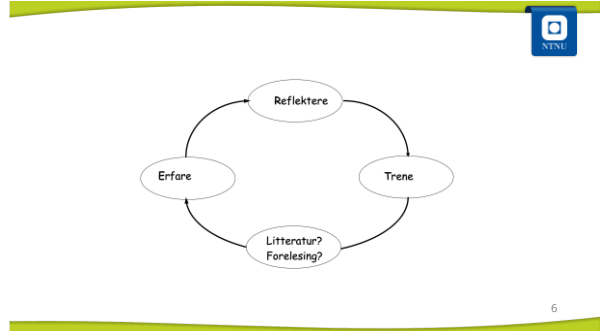 NTNU
Reflektere
Erfare
Trene
Litteratur?
Forelesing?
6